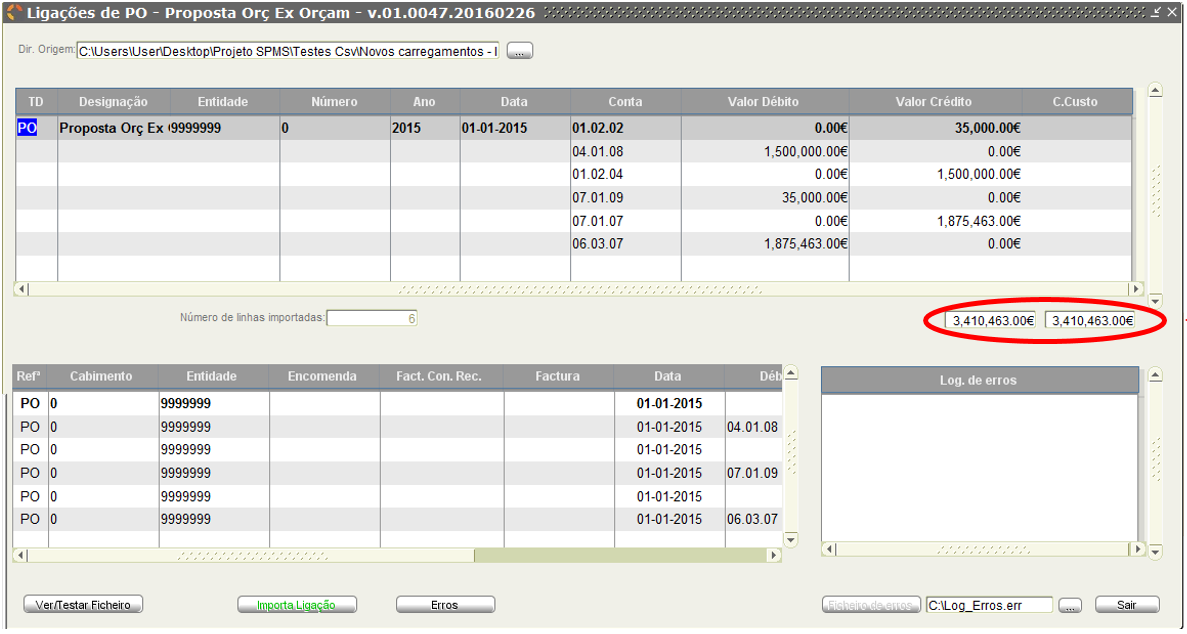 Ligações de PO - Proposta Orç Ex Orçam - v.01.0047.20160226
Dir. Origem: C:\Users\User\Desktop\Projeto SPMS\Testes Csv\Novos carregamentos - I ...
TD Designação Entidade Número Ano Data Conta Valor Débito Valor Crédito C.Custo
PO Proposta Orç Ex 9999999 0 2015 01-01-2015 01.02.02 0.00€ 35,000.00€
04.01.08 1,500,000.00€ 0.00€
01.02.04 0.00€ 1,500,000.00€
07.01.09 35,000.00€ 0.00€
07.01.07 0.00€ 1,875,463.00€
06.03.07 1,875,463.00€ 0.00€
Número de linhas importadas: 6 3,410,463.00€ 3,410,463.00€
Refª Cabimento Entidade Encomenda Fact. Con. Rec. Factura Data Déb Log. de erros
PO 0 9999999 01-01-2015
PO 0 9999999 01-01-2015 04.01.08
PO 0 9999999 01-01-2015
PO 0 9999999 01-01-2015 07.01.09
PO 0 9999999 01-01-2015
PO 0 9999999 01-01-2015 06.03.07
Ver/Testar Ficheiro Importa Ligação Erros Ficheiro de erros C:\Log_Erros.err ... Sair